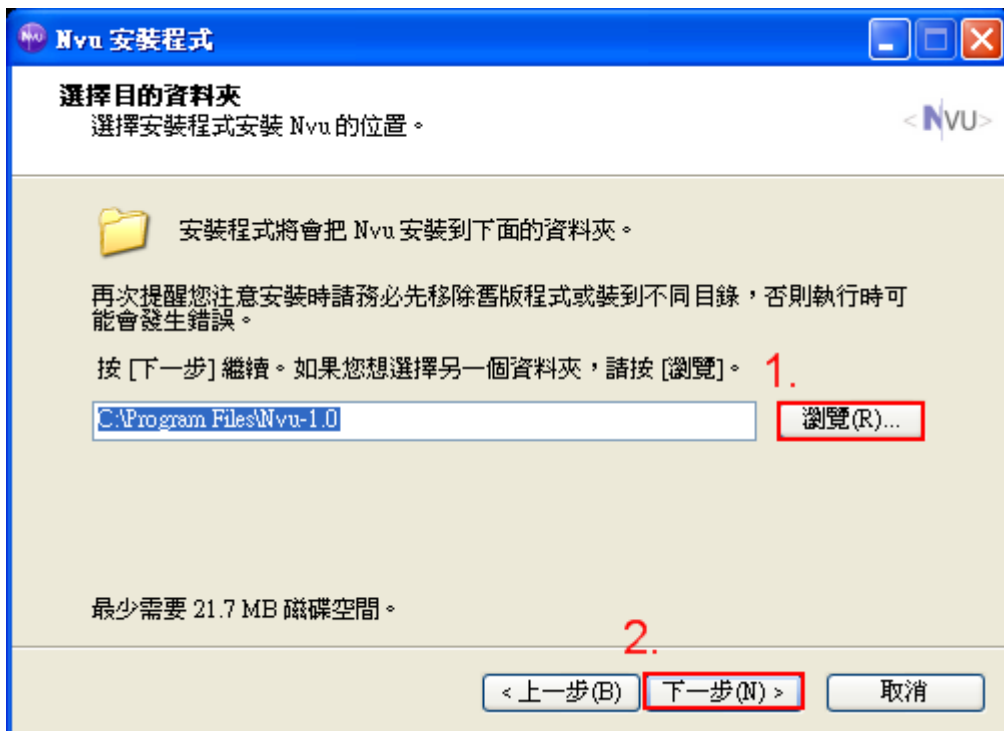 Nvu 安裝程式
選擇目的資料夾
選擇安裝程式安裝 Nvu 的位置。
<NVU>
安裝程式將會把 Nvu 安裝到下面的資料夾。
再次提醒您注意安裝時請務必先移除舊版程式或裝到不同目錄，否則執行時可
能會發生錯誤。
按 [下一步] 繼續。如果您想選擇另一個資料夾，請按 [瀏覽]。
1.
C:\Program Files\Nvu-1.0
瀏覽(R)...
最少需要 21.7 MB 磁碟空間。
2.
< 上一步(B)
下一步(N) >
取消